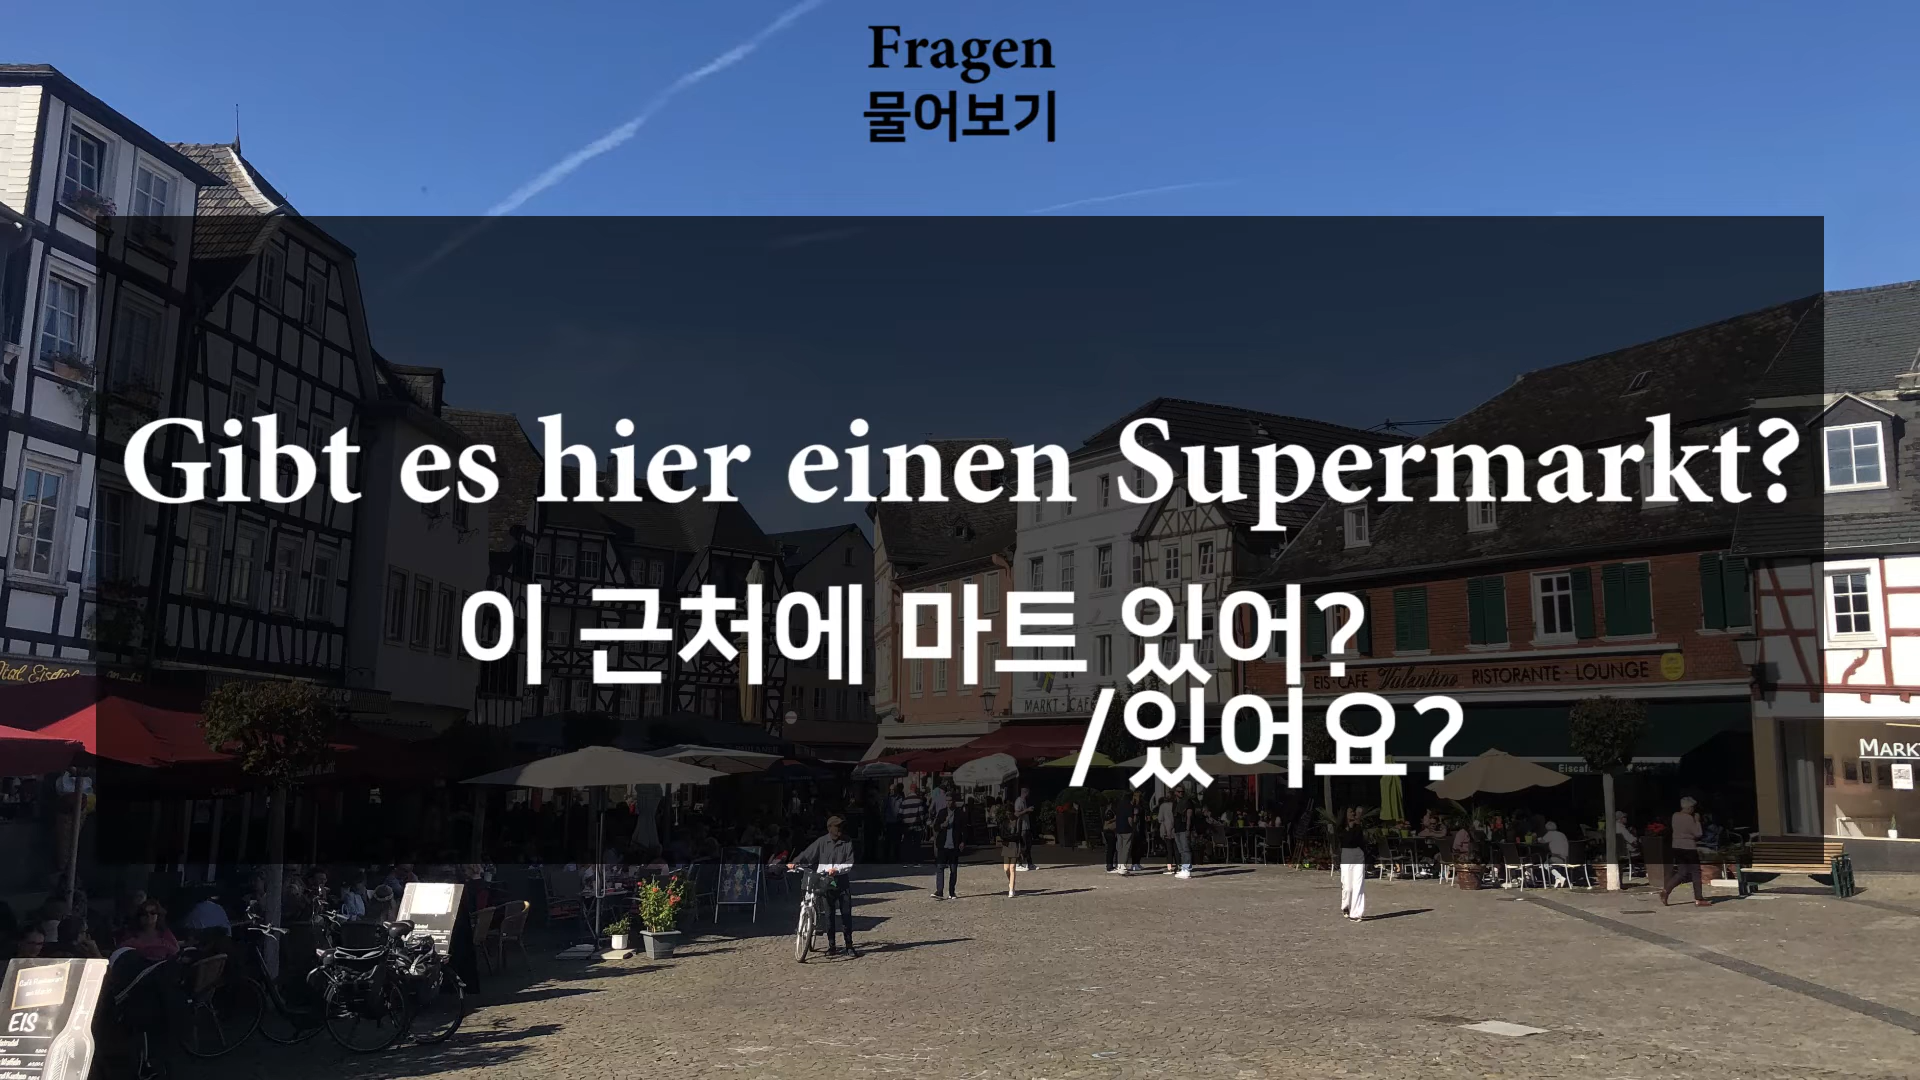 Fragen
물어보기
Gibt es hier einen Supermarkt?
이 근처에 마트 있어?
/있어요?
EIS-CAFÉ Valentino RISTORANTE · LOUNGE
MARKT-CAFÉ
EIS